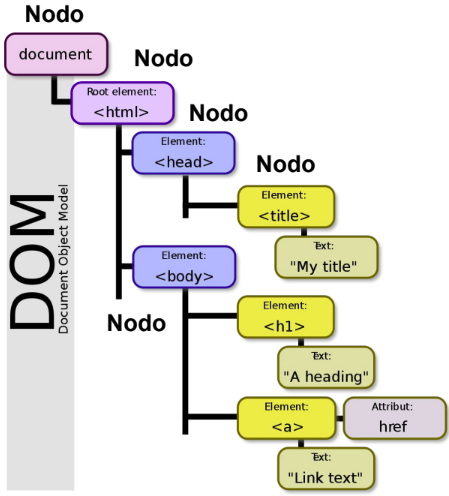 Nodo
document
Nodo
Root element:
<html>
Nodo
Element:
<head>
Nodo
Element:
<title>
Text:
"My title"
DOM
Document Object Model
Element:
<body>
Nodo
Element:
<h1>
Text:
"A heading"
Element:
<a>
Attribut:
href
Text:
"Link text"